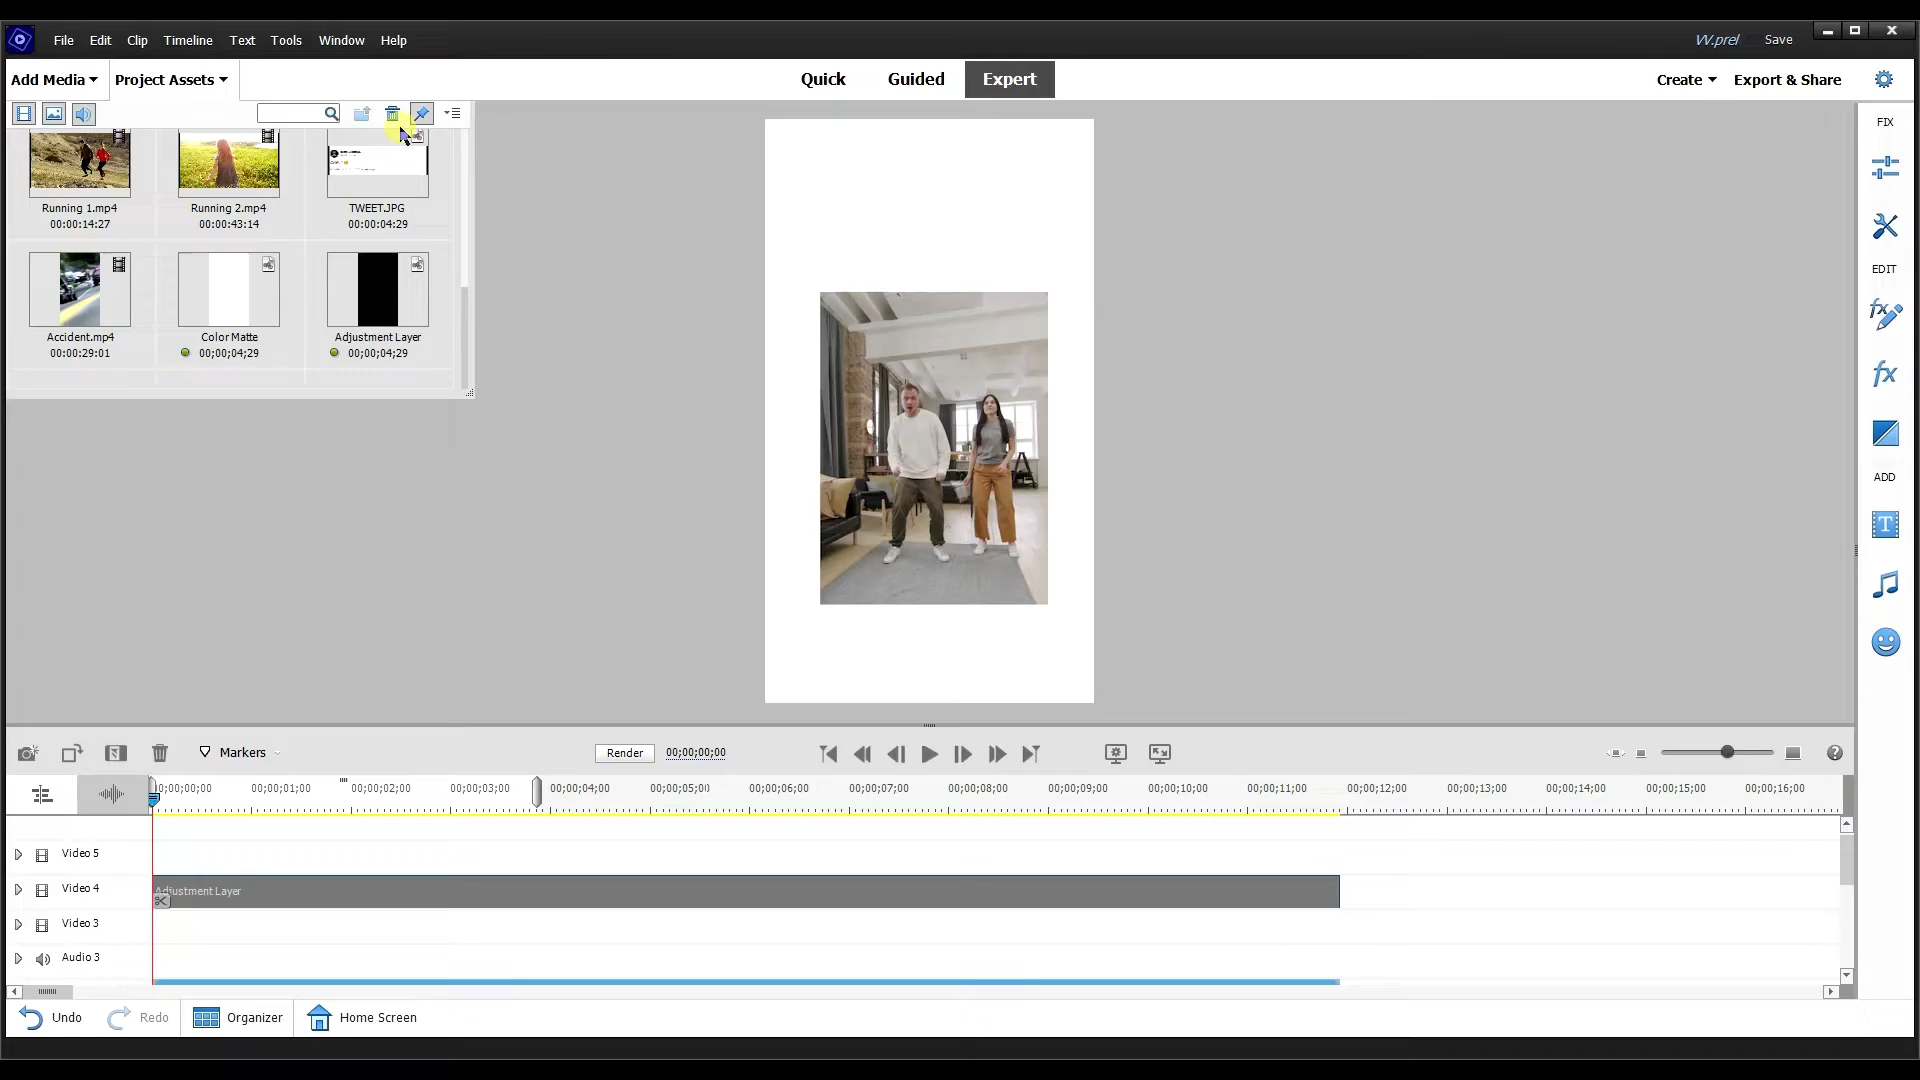 File Edit Clip Timeline Text Tools Window Help
VV.prel Save
Add Media Project Assets
Quick Guided Expert
Create Export & Share
FIX
EDIT
ADD
Running 1.mp4
00:00:14:27
Running 2.mp4
00:00:43:14
TWEET.JPG
00:00:04:29
Accident.mp4
00:00:29:01
Color Matte
00;00;04;29
Adjustment Layer
00;00;04;29
Markers
Render 00;00;00;00
;00;00;00 00;00;01;00 00;00;02;00 00;00;03;00 00;00;04;00 00;00;05;00 00;00;06;00 00;00;07;00 00;00;08;00 00;00;09;00 00;00;10;00 00;00;11;00 00;00;12;00 00;00;13;00 00;00;14;00 00;00;15;00 00;00;16;00
Video 5
Video 4 Adjustment Layer
Video 3
Audio 3
Undo Redo Organizer Home Screen